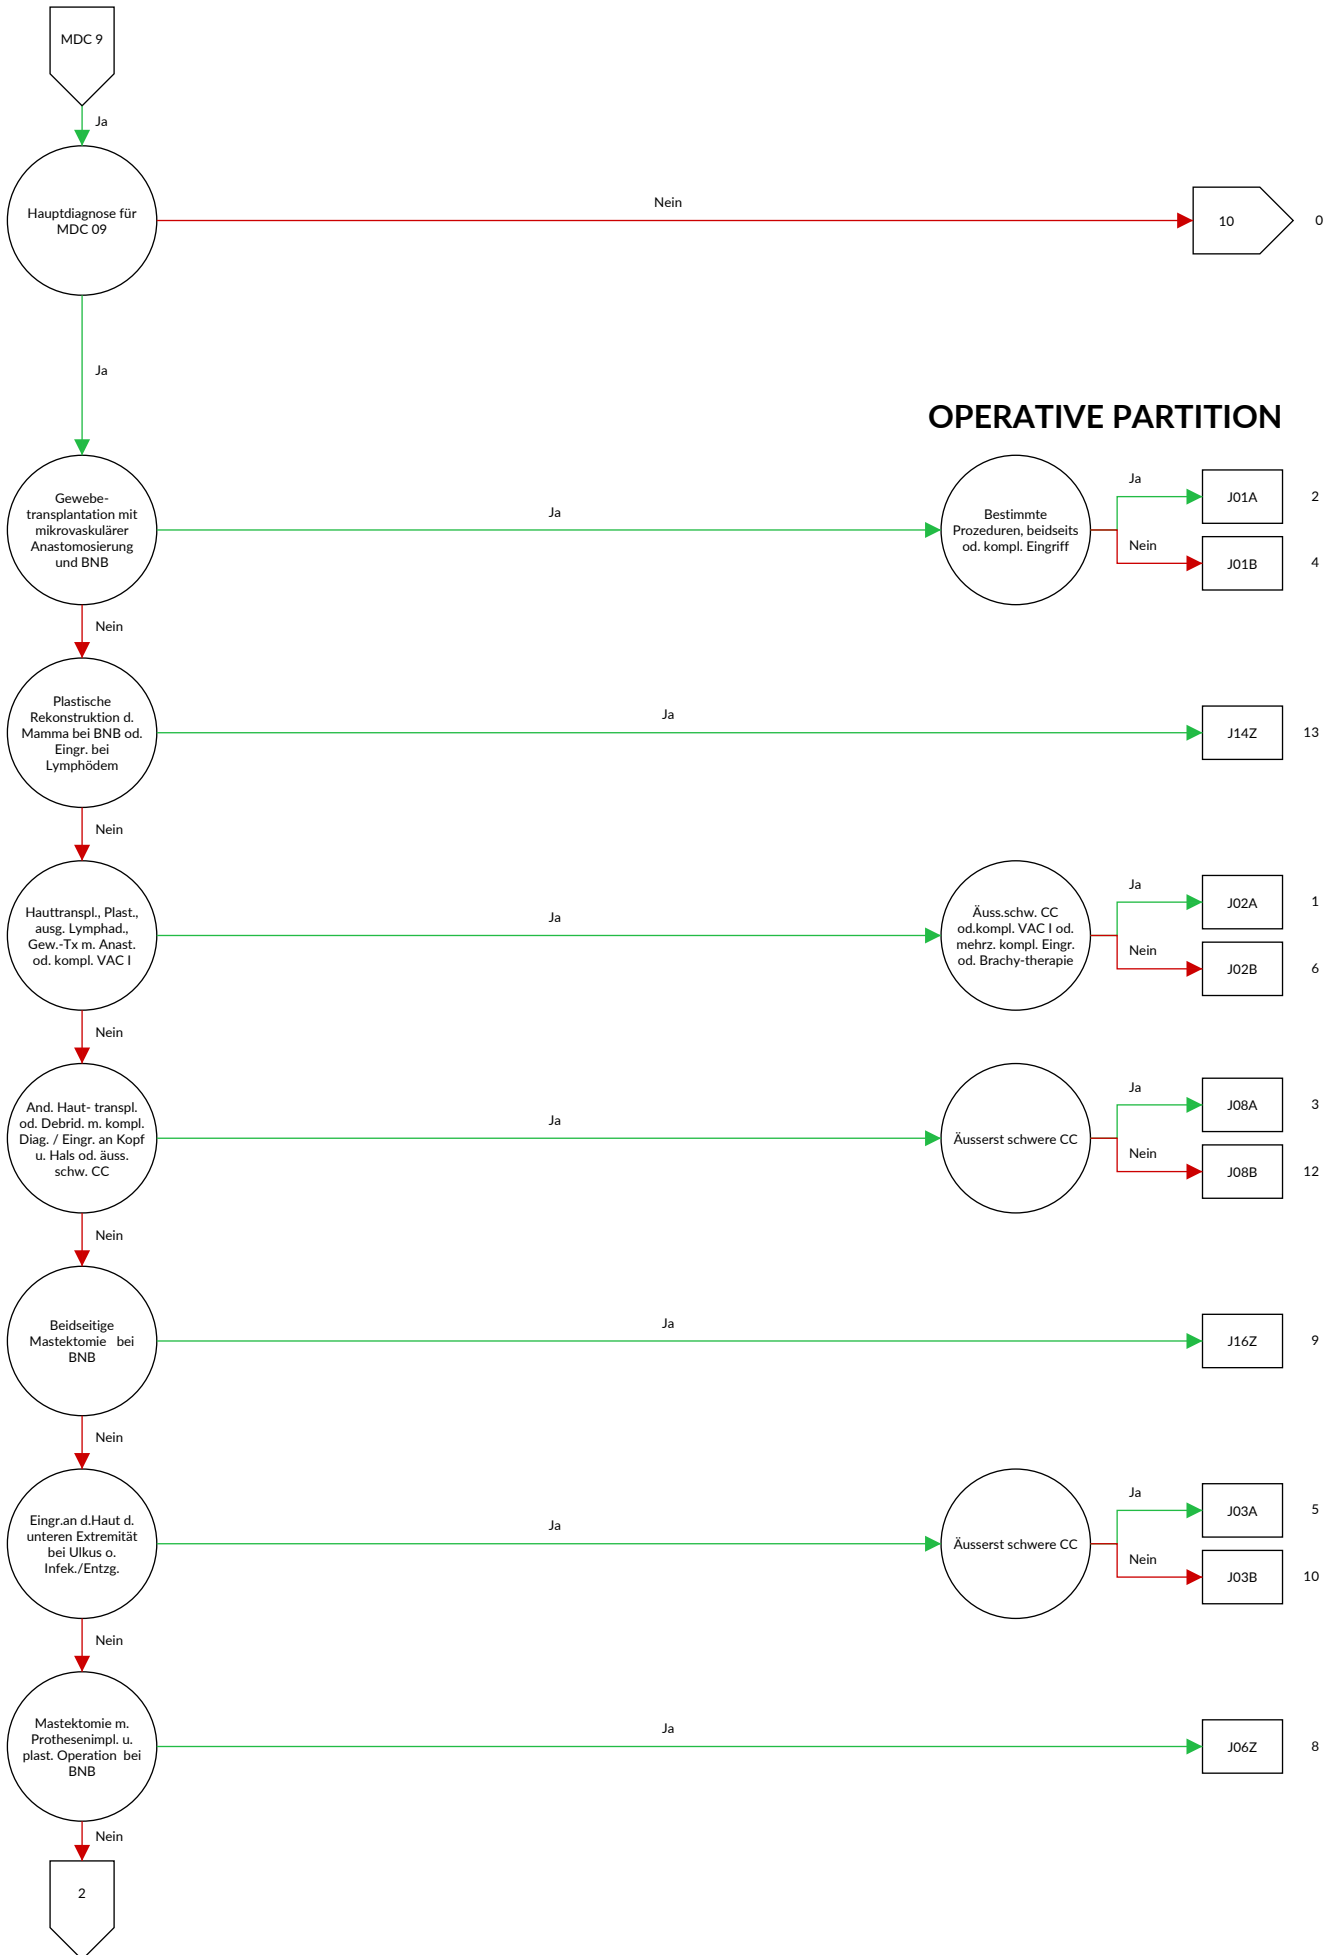 MDC 9
Ja
Hauptdiagnose für
MDC 09
Nein
10
0
Ja
OPERATIVE PARTITION
Gewebe-
transplantation mit
mikrovaskulärer
Anastomosierung
und BNB
Ja
Bestimmte
Prozeduren, beidseits
od. kompl. Eingriff
Ja
J01A
2
Nein
J01B
4
Nein
Plastische
Rekonstruktion d.
Mamma bei BNB od.
Eingr. bei
Lymphödem
Ja
J14Z
13
Nein
Hauttranspl., Plast.,
ausg. Lymphad.,
Gew.-Tx m. Anast.
od. kompl. VAC I
Ja
Äuss.schw. CC
od.kompl. VAC I od.
mehrz. kompl. Eingr.
od. Brachy-therapie
Ja
J02A
1
Nein
J02B
6
Nein
And. Haut- transpl.
od. Debrid. m. kompl.
Diag. / Eingr. an Kopf
u. Hals od. äuss.
schw. CC
Ja
Äusserst schwere CC
Ja
J08A
3
Nein
J08B
12
Nein
Beidseitige
Mastektomie bei
BNB
Ja
J16Z
9
Nein
Eingr.an d.Haut d.
unteren Extremität
bei Ulkus o.
Infek./Entzg.
Ja
Äusserst schwere CC
Ja
J03A
5
Nein
J03B
10
Nein
Mastektomie m.
Prothesenimpl. u.
plast. Operation bei
BNB
Ja
J06Z
8
Nein
2